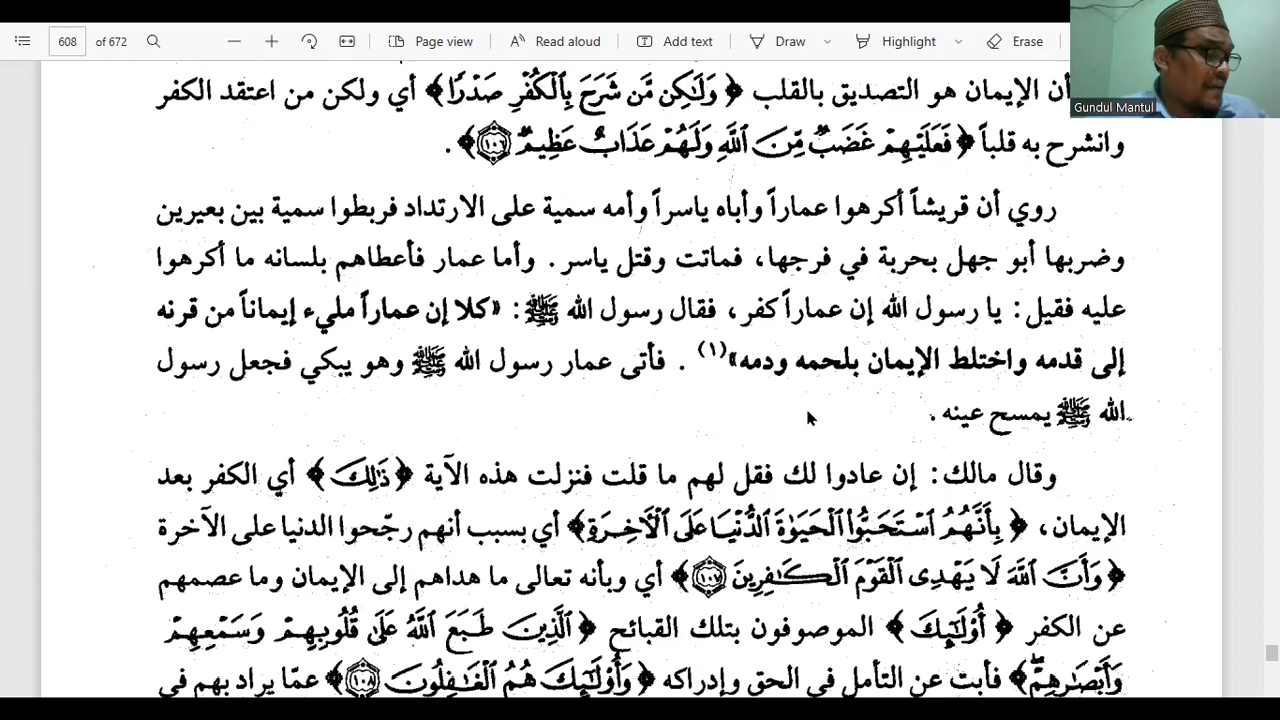 608 of 672 Page view Read aloud Add text Draw Highlight Erase
Gundul Mantul
أن الإيمان هو التصديق بالقلب ﴿ وَلَٰكِن مَّن شَرَحَ بِٱلْكُفْرِ صَدْرًا ﴾ أي ولكن من اعتقد الكفر
وانشرح به قلباً ﴿ فَعَلَيْهِمْ غَضَبٌ مِّنَ ٱللَّهِ وَلَهُمْ عَذَابٌ عَظِيمٌ ١٠٦ ﴾ .
روي أن قريشاً أكرهوا عماراً وأباه ياسراً وأمه سمية على الارتداد فربطوا سمية بين بعيرين
وضربها أبو جهل بحربة في فرجها، فماتت وقتل ياسر . وأما عمار فأعطاهم بلسانه ما أكرهوا
عليه فقيل : يا رسول الله إن عماراً كفر ، فقال رسول الله ﷺ : «كلا إن عماراً مليء إيماناً من قرنه
إلى قدمه واختلط الإيمان بلحمه ودمه»(١) . فأتى عمار رسول الله ﷺ وهو يبكي فجعل رسول
الله ﷺ يمسح عينه .
وقال مالك : إن عادوا لك فقل لهم ما قلت فنزلت هذه الآية ﴿ ذَٰلِكَ ﴾ أي الكفر بعد
الإيمان، ﴿ بِأَنَّهُمُ ٱسْتَحَبُّوا۟ ٱلْحَيَوٰةَ ٱلدُّنْيَا عَلَى ٱلْءَاخِرَةِ ﴾ أي بسبب أنهم رجّحوا الدنيا على الآخرة
﴿ وَأَنَّ ٱللَّهَ لَا يَهْدِى ٱلْقَوْمَ ٱلْكَٰفِرِينَ ١٠٧ ﴾ أي وبأنه تعالى ما هداهم إلى الإيمان وما عصمهم
عن الكفر ﴿ أُو۟لَٰٓئِكَ ﴾ الموصوفون بتلك القبائح ﴿ ٱلَّذِينَ طَبَعَ ٱللَّهُ عَلَىٰ قُلُوبِهِمْ وَسَمْعِهِمْ
وَأَبْصَٰرِهِمْ ۖ ﴾ فأبت عن التأمل في الحق وإدراكه ﴿ وَأُو۟لَٰٓئِكَ هُمُ ٱلْغَٰفِلُونَ ١٠٨ ﴾ عمّا يراد بهم في